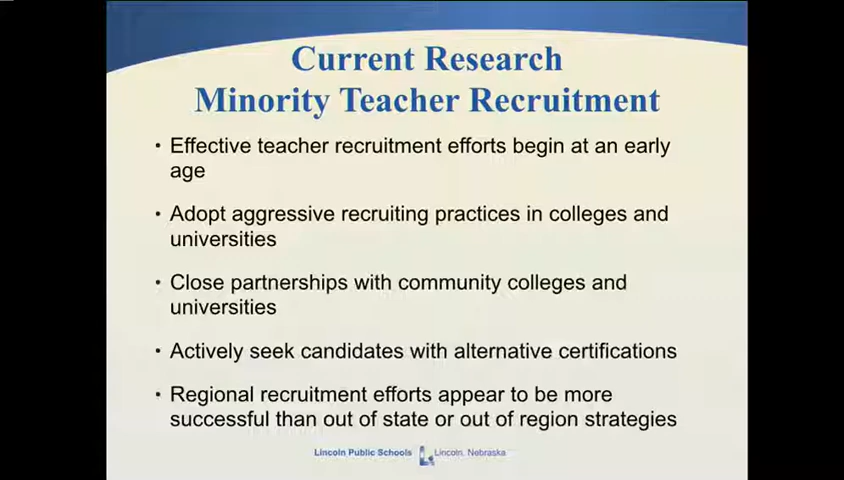 Current Research
Minority Teacher Recruitment
• Effective teacher recruitment efforts begin at an early
age
• Adopt aggressive recruiting practices in colleges and
universities
• Close partnerships with community colleges and
universities
• Actively seek candidates with alternative certifications
• Regional recruitment efforts appear to be more
successful than out of state or out of region strategies
Lincoln Public Schools Lincoln, Nebraska